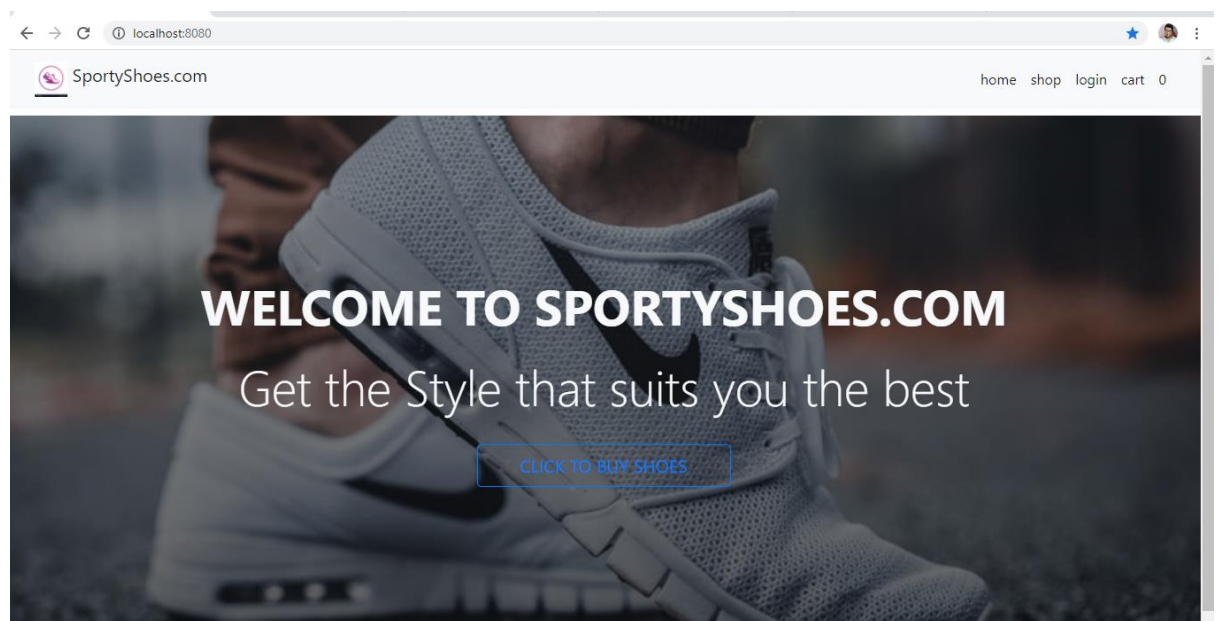 localhost:8080
SportyShoes.com
home shop login cart 0
WELCOME TO SPORTYSHOES.COM
Get the Style that suits you the best
CLICK TO BUY SHOES